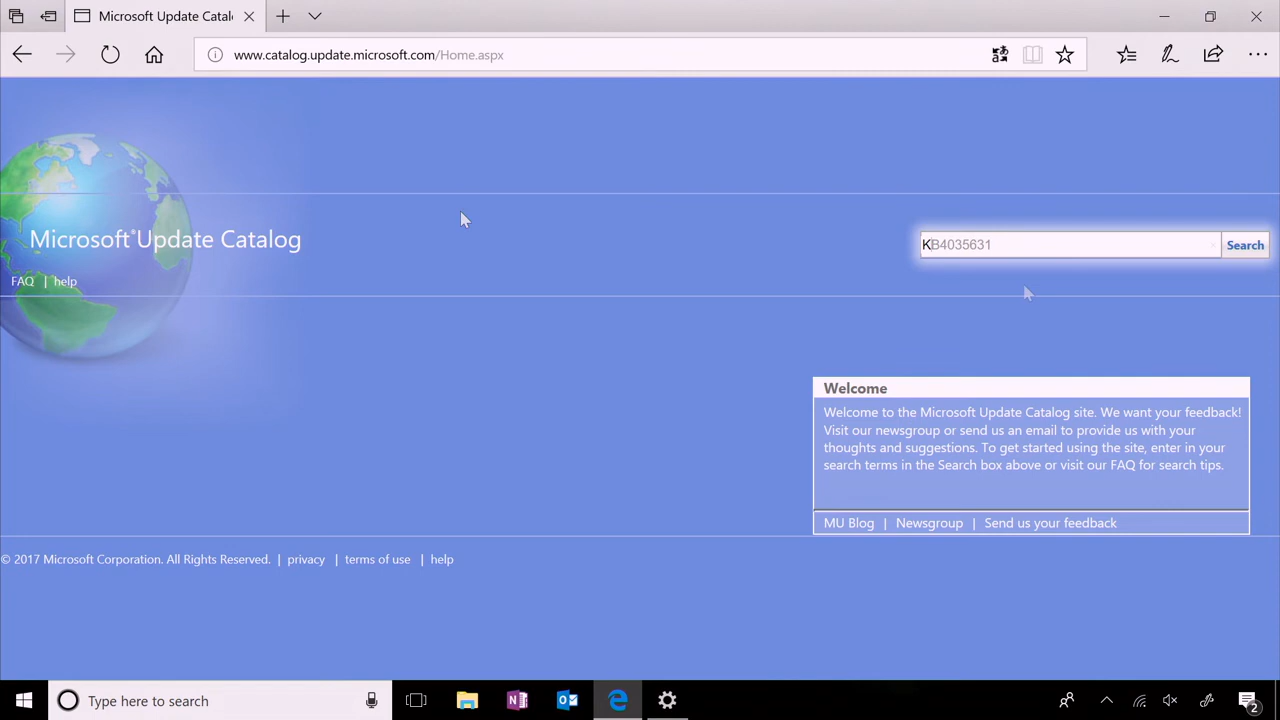 Microsoft Update Catal
www.catalog.update.microsoft.com/Home.aspx
Microsoft®Update Catalog
KB4035631
Search
FAQ | help
Welcome
Welcome to the Microsoft Update Catalog site. We want your feedback!
Visit our newsgroup or send us an email to provide us with your
thoughts and suggestions. To get started using the site, enter in your
search terms in the Search box above or visit our FAQ for search tips.
MU Blog | Newsgroup | Send us your feedback
© 2017 Microsoft Corporation. All Rights Reserved. | privacy | terms of use | help
Type here to search
2